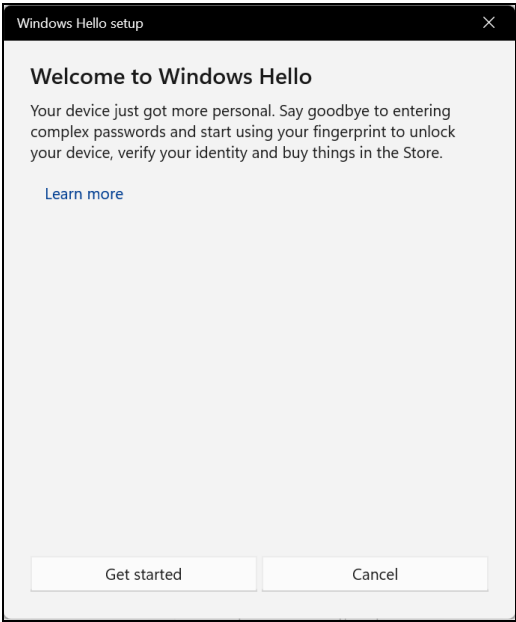 Windows Hello setup
Welcome to Windows Hello
Your device just got more personal. Say goodbye to entering
complex passwords and start using your fingerprint to unlock
your device, verify your identity and buy things in the Store.
Learn more
Get started
Cancel